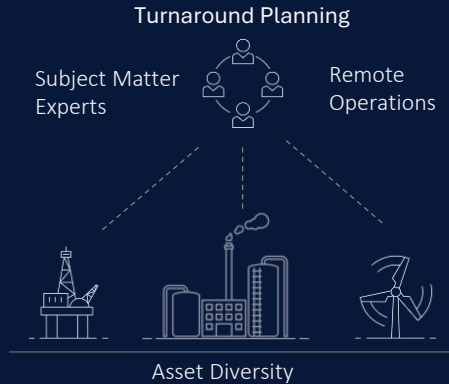 Turnaround Planning
Subject Matter
Experts
Remote
Operations
Asset Diversity